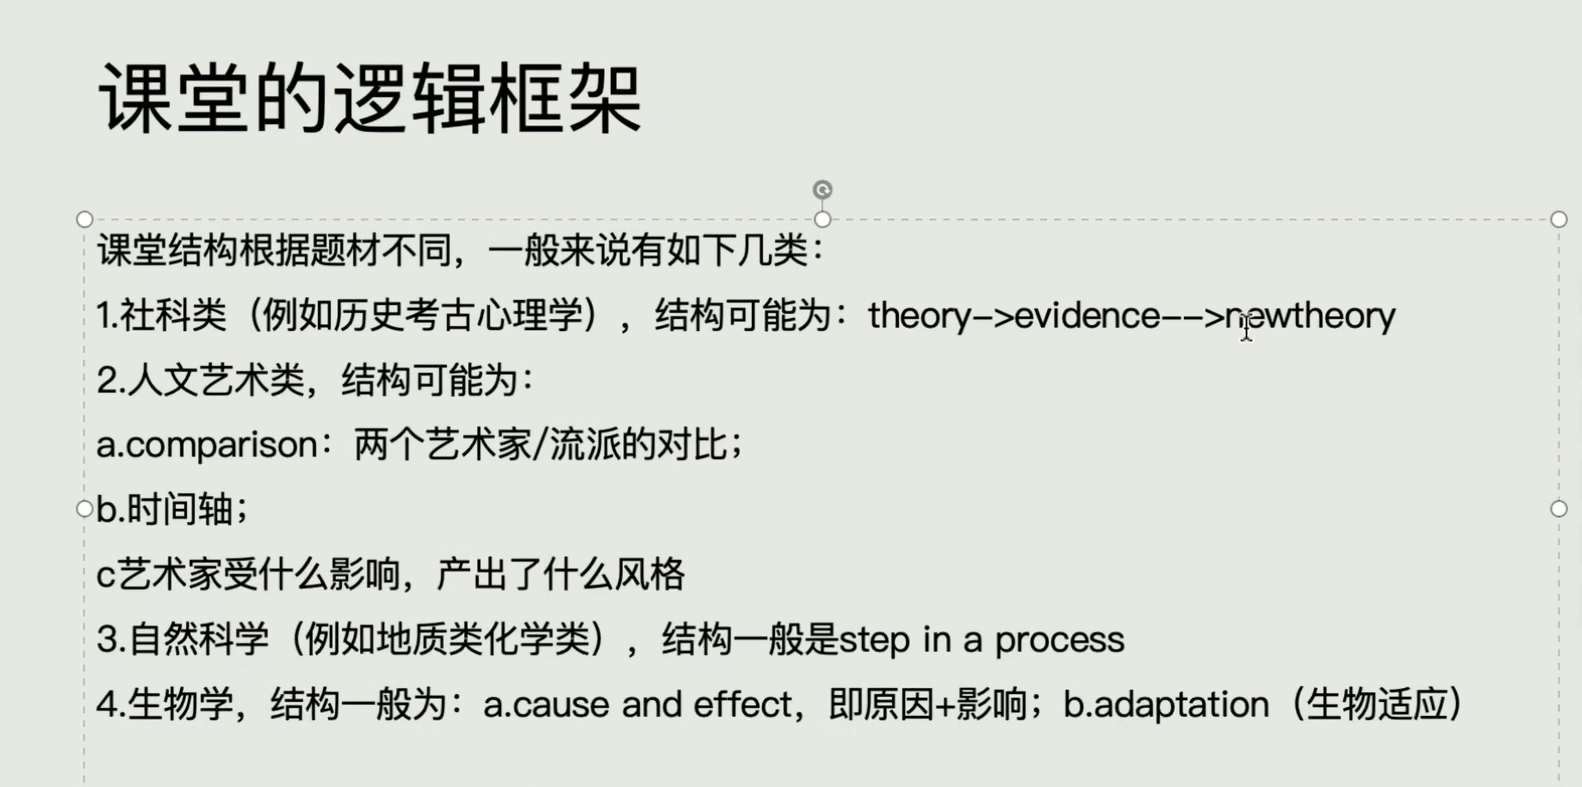 课堂的逻辑框架
课堂结构根据题材不同，一般来说有如下几类：
1.社科类（例如历史考古心理学），结构可能为：theory–>evidence-–>newtheory
2.人文艺术类，结构可能为：
a.comparison：两个艺术家/流派的对比；
b.时间轴；
c艺术家受什么影响，产出了什么风格
3.自然科学（例如地质类化学类），结构一般是step in a process
4.生物学，结构一般为：a.cause and effect，即原因+影响；b.adaptation（生物适应）